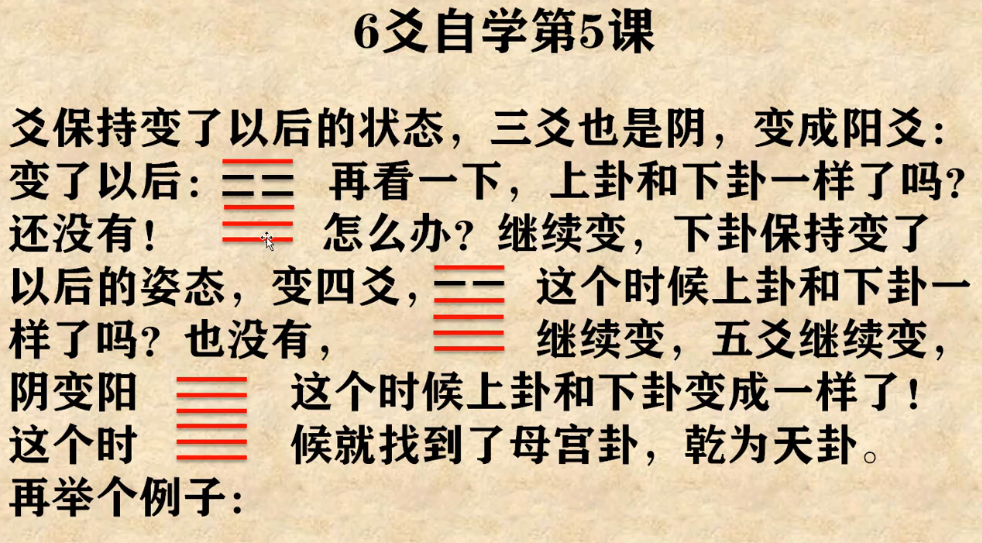 6爻自学第5课
爻保持变了以后的状态，三爻也是阴，变成阳爻：
变了以后： 再看一下，上卦和下卦一样了吗？
还没有！ 怎么办？继续变，下卦保持变了
以后的姿态，变四爻， 这个时候上卦和下卦一
样了吗？也没有， 继续变，五爻继续变，
阴变阳 这个时候上卦和下卦变成一样了！
这个时 候就找到了母宫卦，乾为天卦。
再举个例子：